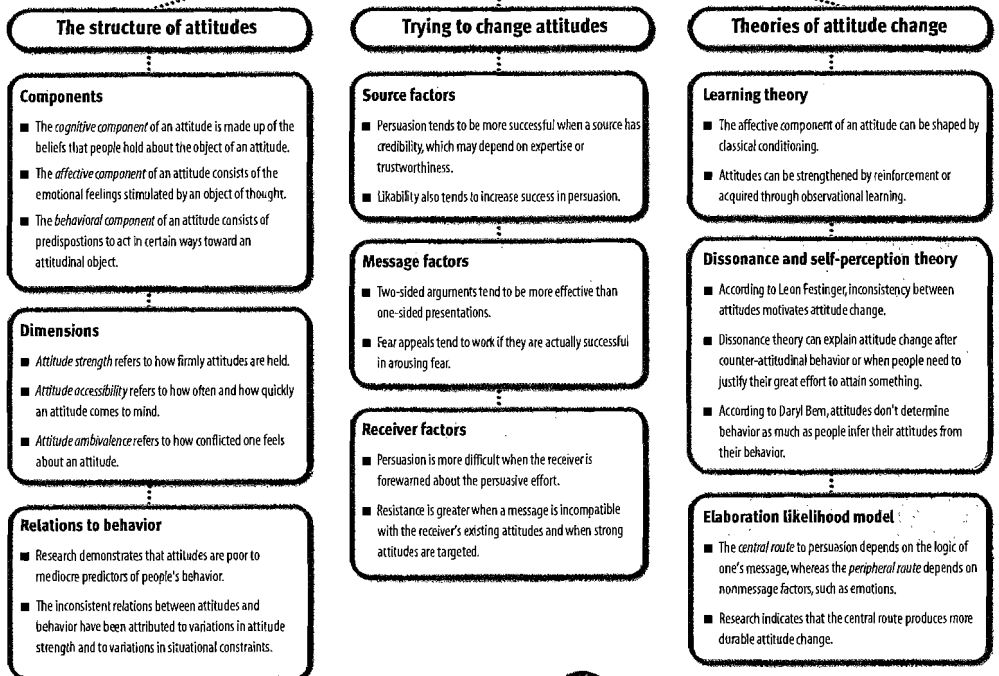 The structure of attitudes
Components
■ The cognitive component of an attitude is made up of the
beliefs that people hold about the object of an attitude.
■ The affective component of an attitude consists of the
emotional feelings stimulated by an object of thought.
■ The behavioral component of an attitude consists of
predispostions to act in certain ways toward an
attitudinal object.
Dimensions
■ Attitude strength refers to how firmly attitudes are held.
■ Attitude accessibility refers to how often and how quickly
an attitude comes to mind.
■ Attitude ambivalence refers to how conflicted one feels
about an attitude.
Relations to behavior
■ Research demonstrates that attitudes are poor to
mediocre predictors of people's behavior.
■ The inconsistent relations between attitudes and
behavior have been attributed to variations in attitude
strength and to variations in situational constraints.
Trying to change attitudes
Source factors
■ Persuasion tends to be more successful when a source has
credibility, which may depend on expertise or
trustworthiness.
■ Likability also tends to increase success in persuasion.
Message factors
■ Two-sided arguments tend to be more effective than
one-sided presentations.
■ Fear appeals tend to work if they are actually successful
in arousing fear.
Receiver factors
■ Persuasion is more difficult when the receiver is
forewarned about the persuasive effort.
■ Resistance is greater when a message is incompatible
with the receiver's existing attitudes and when strong
attitudes are targeted.
Theories of attitude change
Learning theory
■ The affective component of an attitude can be shaped by
classical conditioning.
■ Attitudes can be strengthened by reinforcement or
acquired through observational learning.
Dissonance and self-perception theory
■ According to Leon Festinger, inconsistency between
attitudes motivates attitude change.
■ Dissonance theory can explain attitude change after
counter-attitudinal behavior or when people need to
justify their great effort to attain something.
■ According to Daryl Bem, attitudes don't determine
behavior as much as people infer their attitudes from
their behavior.
Elaboration likelihood model
■ The central route to persuasion depends on the logic of
one's message, whereas the peripheral route depends on
nonmessage factors, such as emotions.
■ Research indicates that the central route produces more
durable attitude change.